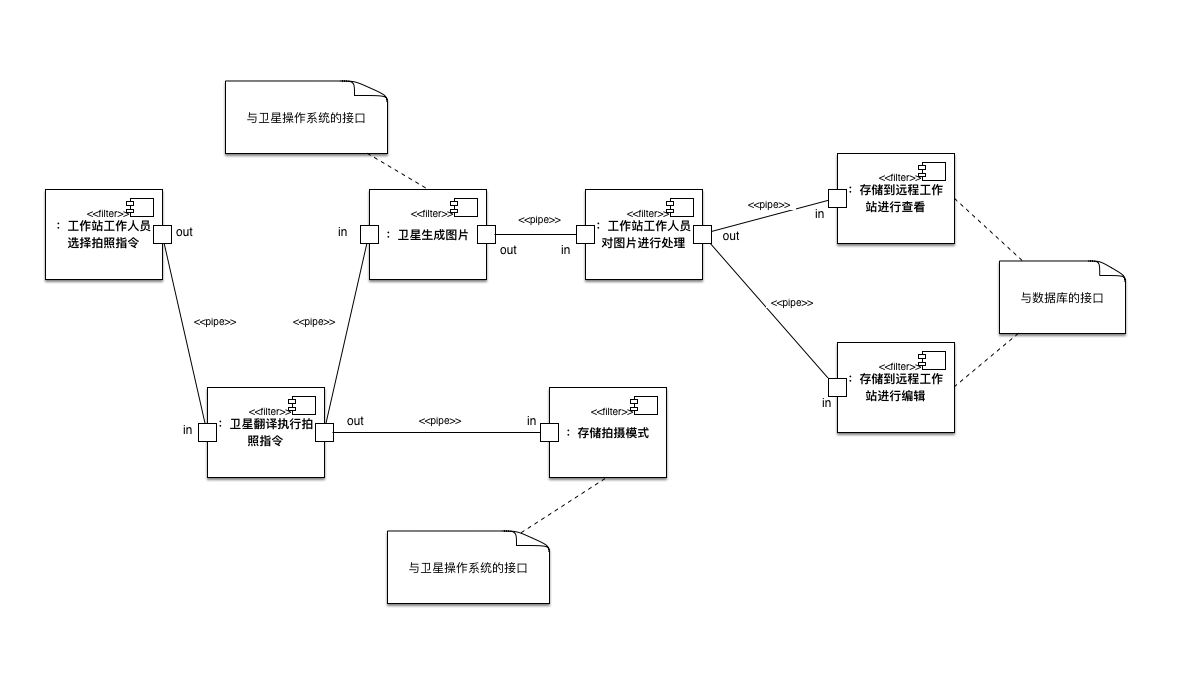 与卫星操作系统的接口
<<filter>>
： 工作站工作人员
选择拍照指令
out
<<pipe>>
in
<<filter>>
： 卫星翻译执行拍
照指令
out
<<pipe>>
in
<<filter>>
： 卫星生成图片
out
<<pipe>>
in
<<filter>>
： 工作站工作人员
对图片进行处理
out
<<pipe>>
in
<<filter>>
： 存储到远程工作
站进行查看
<<pipe>>
in
<<filter>>
： 存储到远程工作
站进行编辑
与数据库的接口
<<pipe>>
in
<<filter>>
： 存储拍摄模式
与卫星操作系统的接口